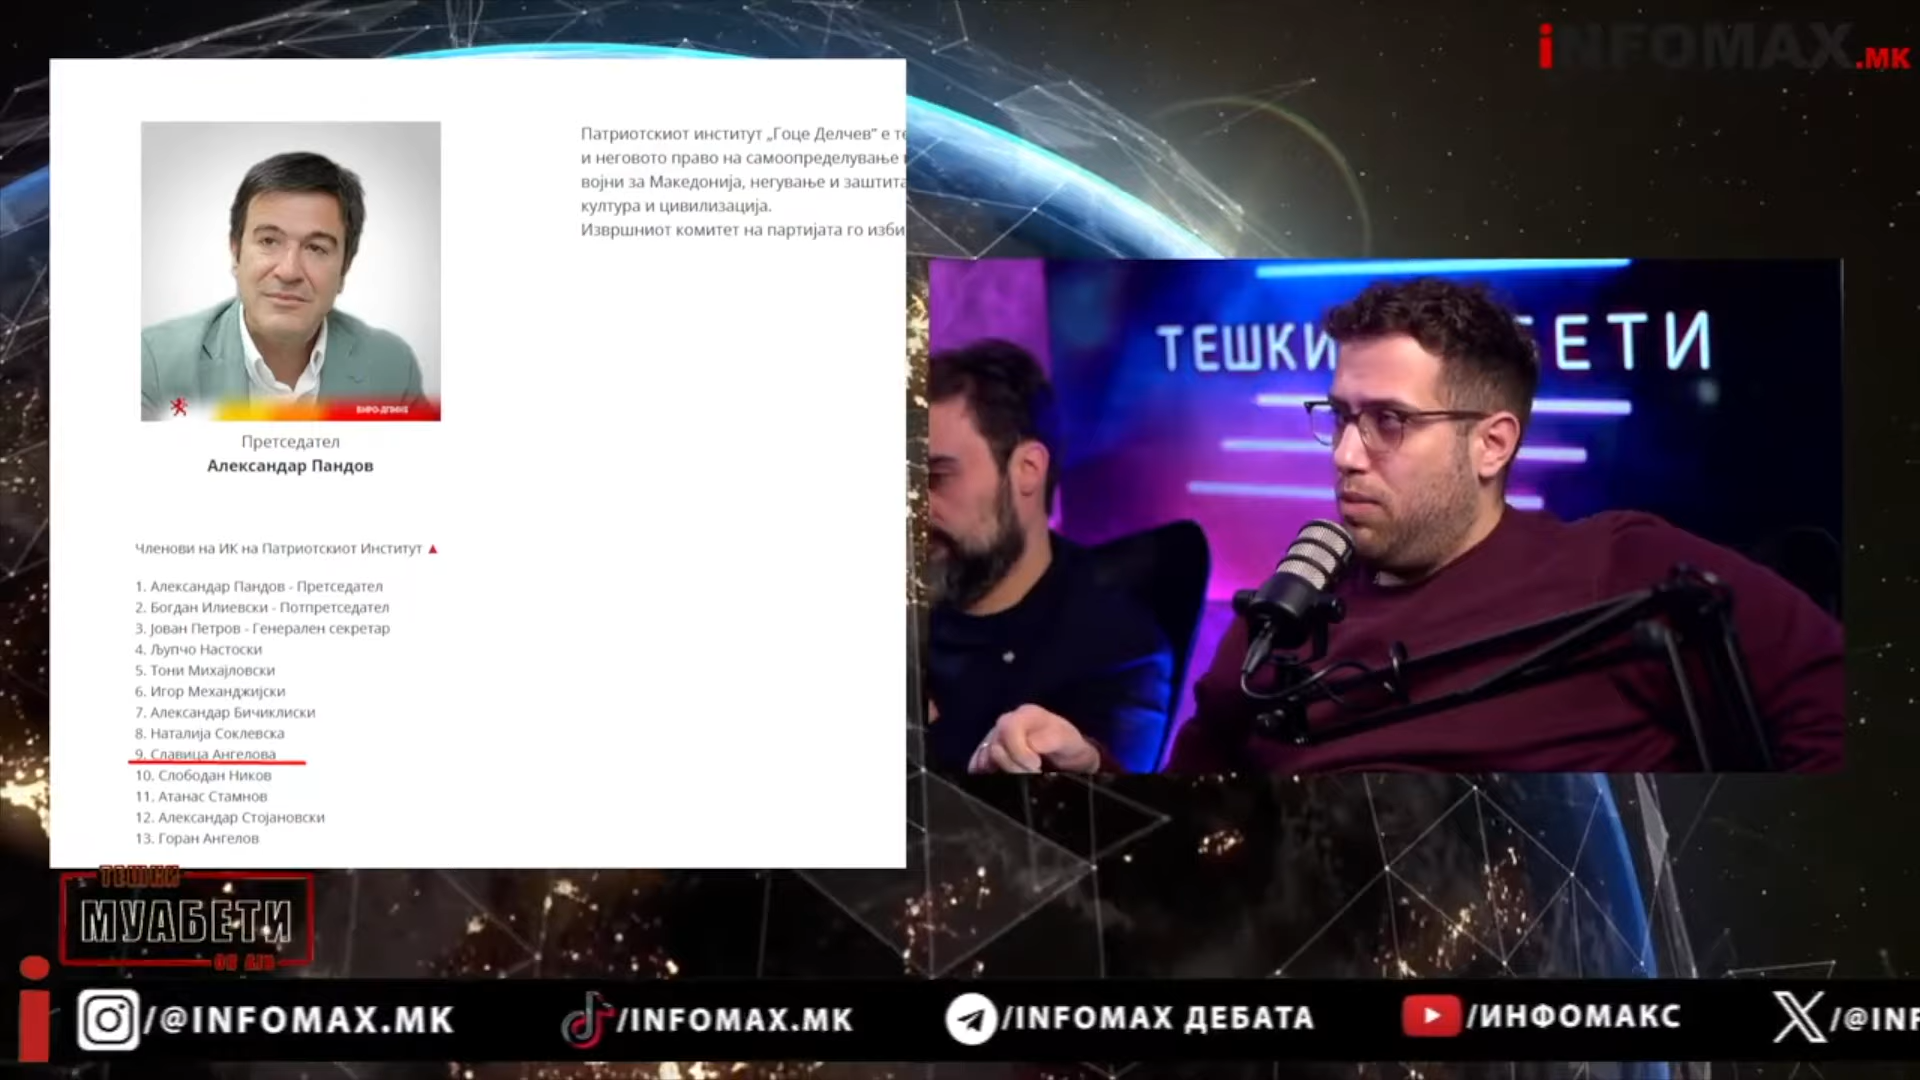 iNFOMAX.МК
Патриотскиот институт „Гоце Делчев" е те
и неговото право на самоопределување
војни за Македонија, негување и заштита
култура и цивилизација.
Извршниот комитет на партијата го изби
ВМРО-ДПМНЕ
Претседател
Александар Пандов
Членови на ИК на Патриотскиот Институт ▲
1. Александар Пандов - Претседател
2. Богдан Илиевски - Потпретседател
3. Јован Петров - Генерален секретар
4. Љупчо Настоски
5. Тони Михајловски
6. Игор Механџијски
7. Александар Бичиклиски
8. Наталија Соклевска
9. Славица Ангелова
10. Слободан Ников
11. Атанас Стамнов
12. Александар Стојановски
13. Горан Ангелов
ТЕШКИ БЕТИ
ТЕШКИ
МУАБЕТИ
i
/@INFOMAX.MK
/INFOMAX.MK
/INFOMAX ДЕБАТА
/ИНФОМАКС
/@INF